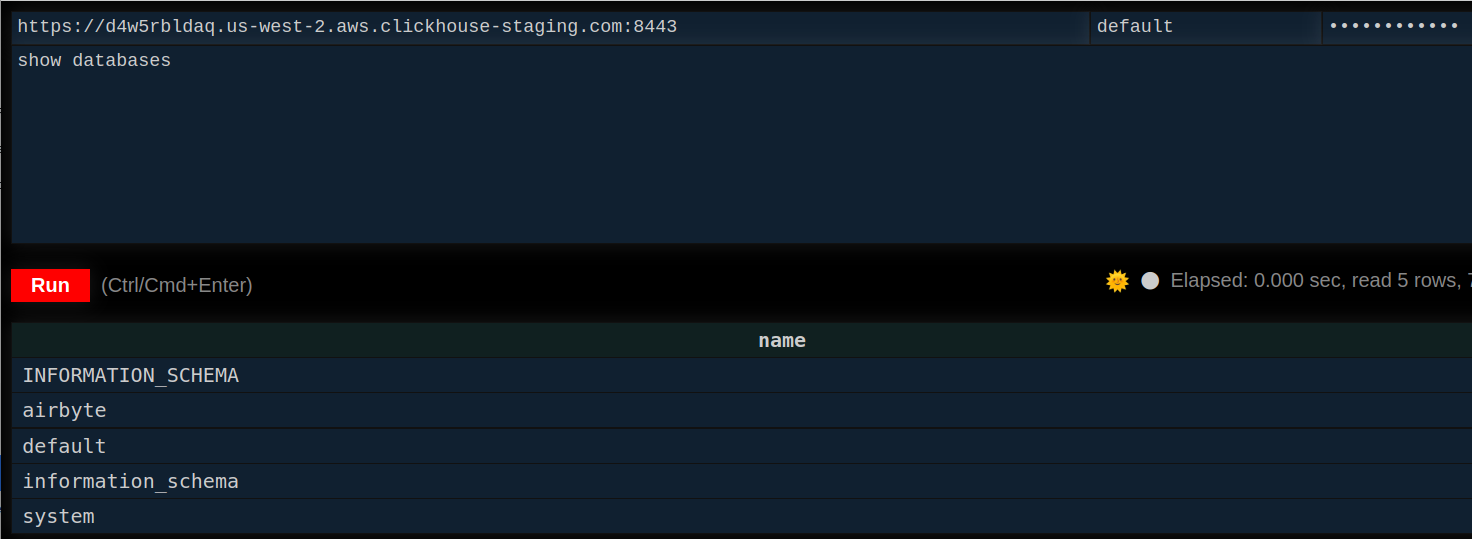 https://d4w5rbldaq.us-west-2.aws.clickhouse-staging.com:8443 default ••••••••••••
show databases
Run (Ctrl/Cmd+Enter) Elapsed: 0.000 sec, read 5 rows,
name
INFORMATION_SCHEMA
airbyte
default
information_schema
system